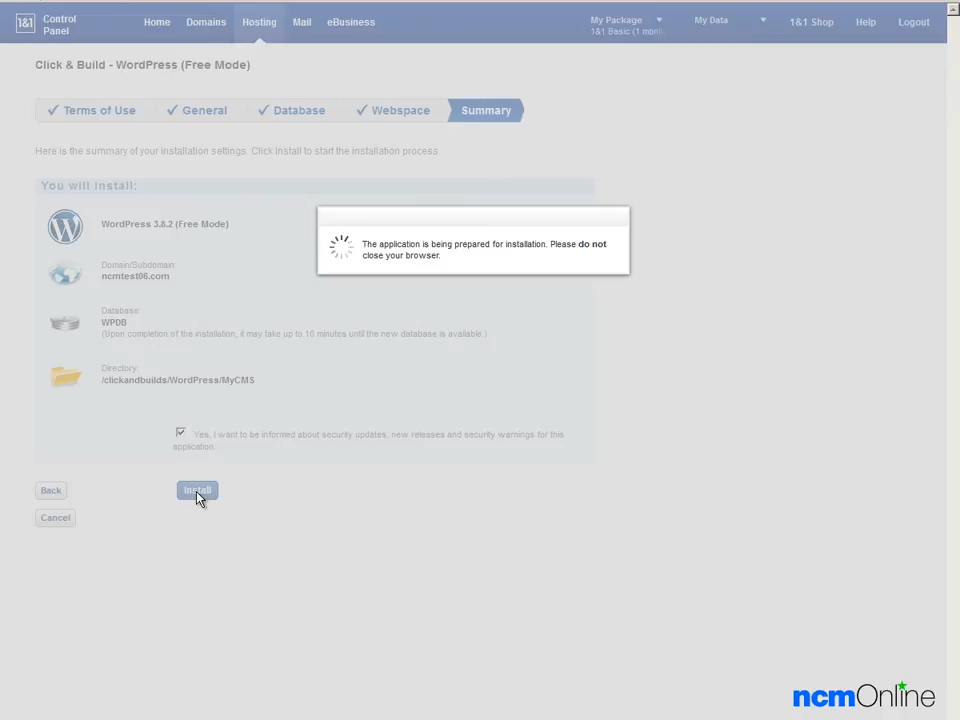 1&1 Control Panel
Home Domains Hosting Mail eBusiness
My Package My Data 1&1 Shop Help Logout
1&1 Basic (1 mont
Click & Build - WordPress (Free Mode)
Terms of Use General Database Webspace Summary
Here is the summary of your installation settings. Click Install to start the installation process.
You will install:
WordPress 3.8.2 (Free Mode)
The application is being prepared for installation. Please do not
close your browser.
Domain/Subdomain:
ncmtest06.com
Database:
WPDB
(Upon completion of the installation, it may take up to 10 minutes until the new database is available.)
Directory:
/clickandbuilds/WordPress/MyCMS
Yes, I want to be informed about security updates, new releases and security warnings for this
application.
Back Install
Cancel
ncmOnline